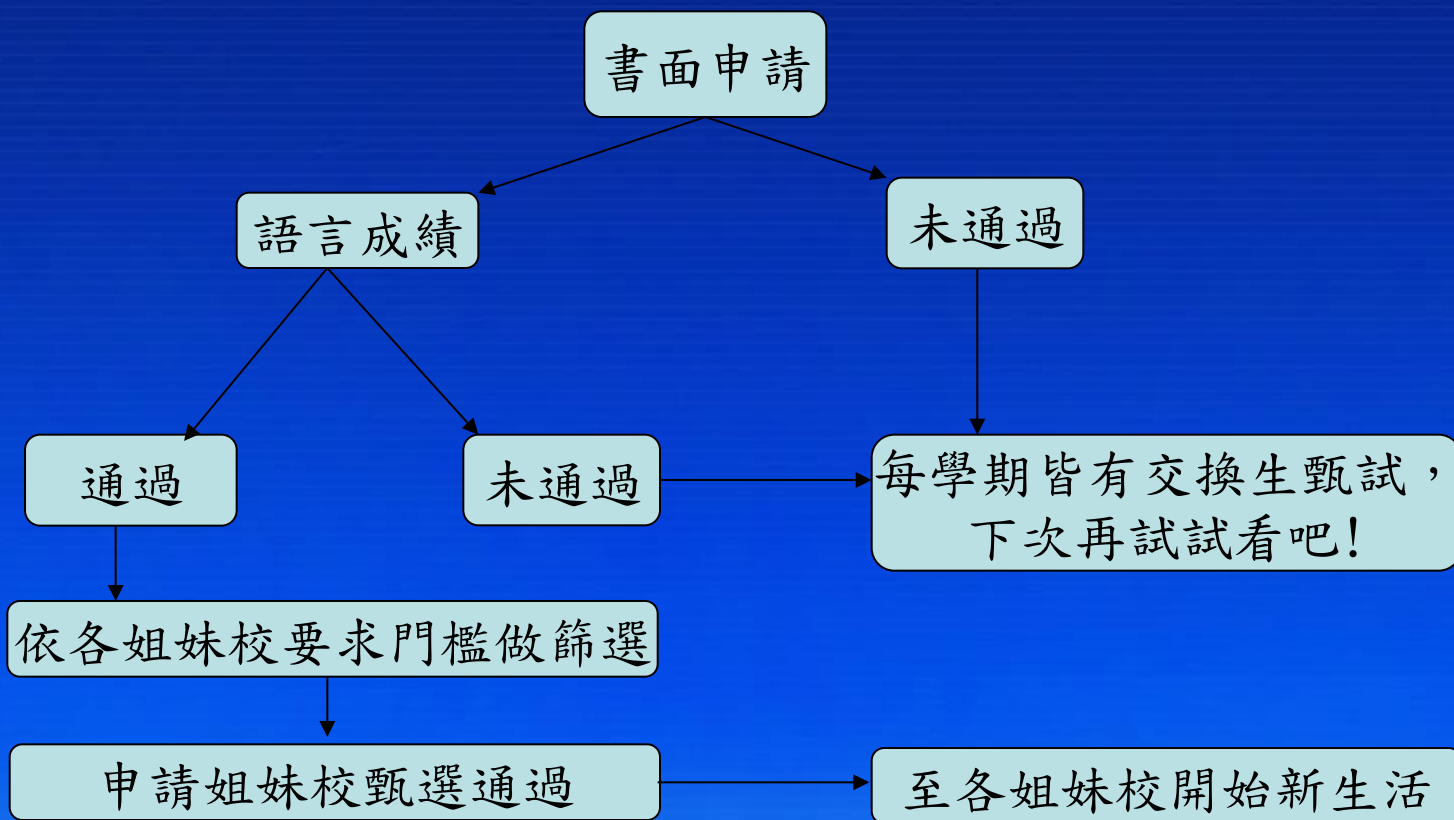 書面申請
語言成績
未通過
通過
未通過
每學期皆有交換生甄試，
下次再試試看吧!
依各姐妹校要求門檻做篩選
申請姐妹校甄選通過
至各姐妹校開始新生活